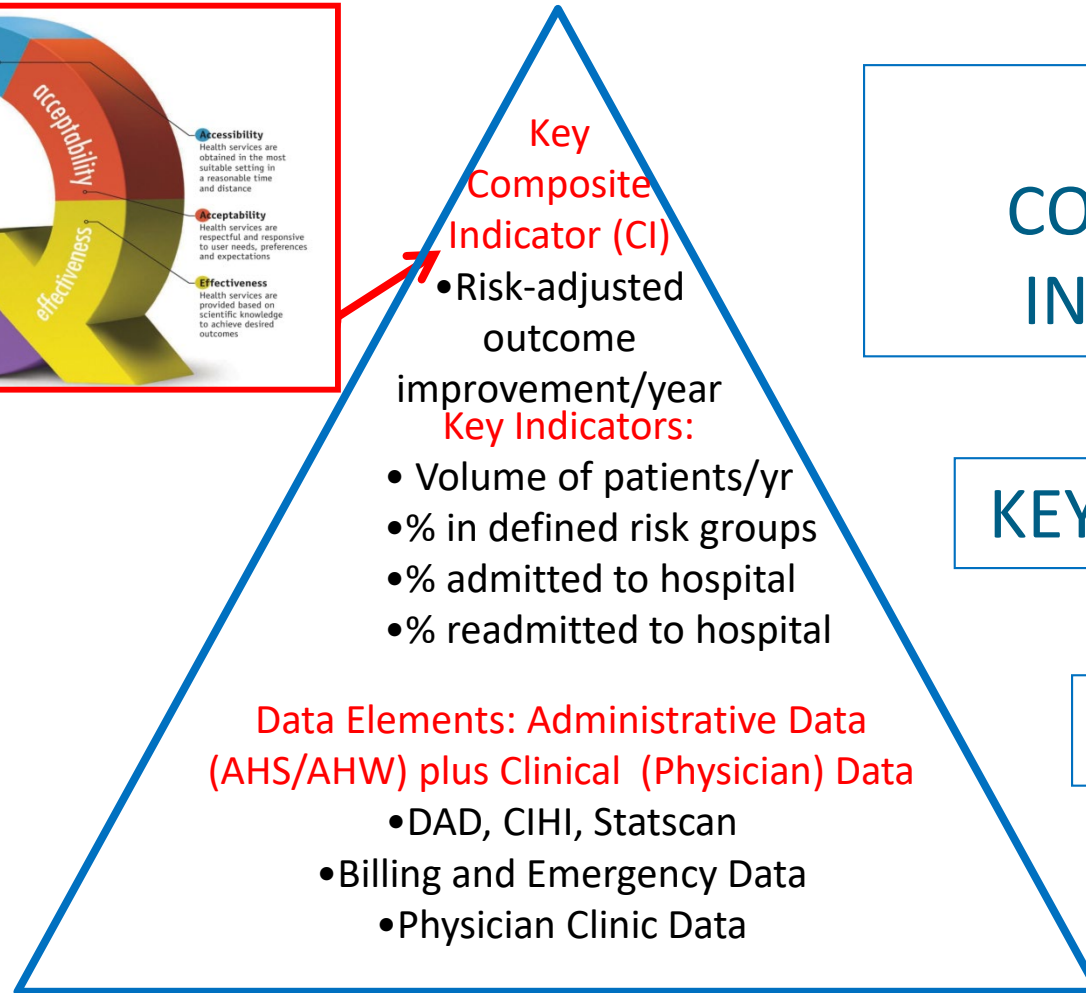 acceptability
effectiveness
Accessibility
Health services are
obtained in the most
suitable setting in
a reasonable time
and distance
Acceptability
Health services are
respectful and responsive
to user needs, preferences
and expectations
Effectiveness
Health services are
provided based on
scientific knowledge
to achieve desired
outcomes
Key
Composite
Indicator (CI)
•Risk-adjusted
outcome
improvement/year
Key Indicators:
• Volume of patients/yr
•% in defined risk groups
•% admitted to hospital
•% readmitted to hospital
Data Elements: Administrative Data
(AHS/AHW) plus Clinical (Physician) Data
•DAD, CIHI, Statscan
•Billing and Emergency Data
•Physician Clinic Data
CO
IN
KEY